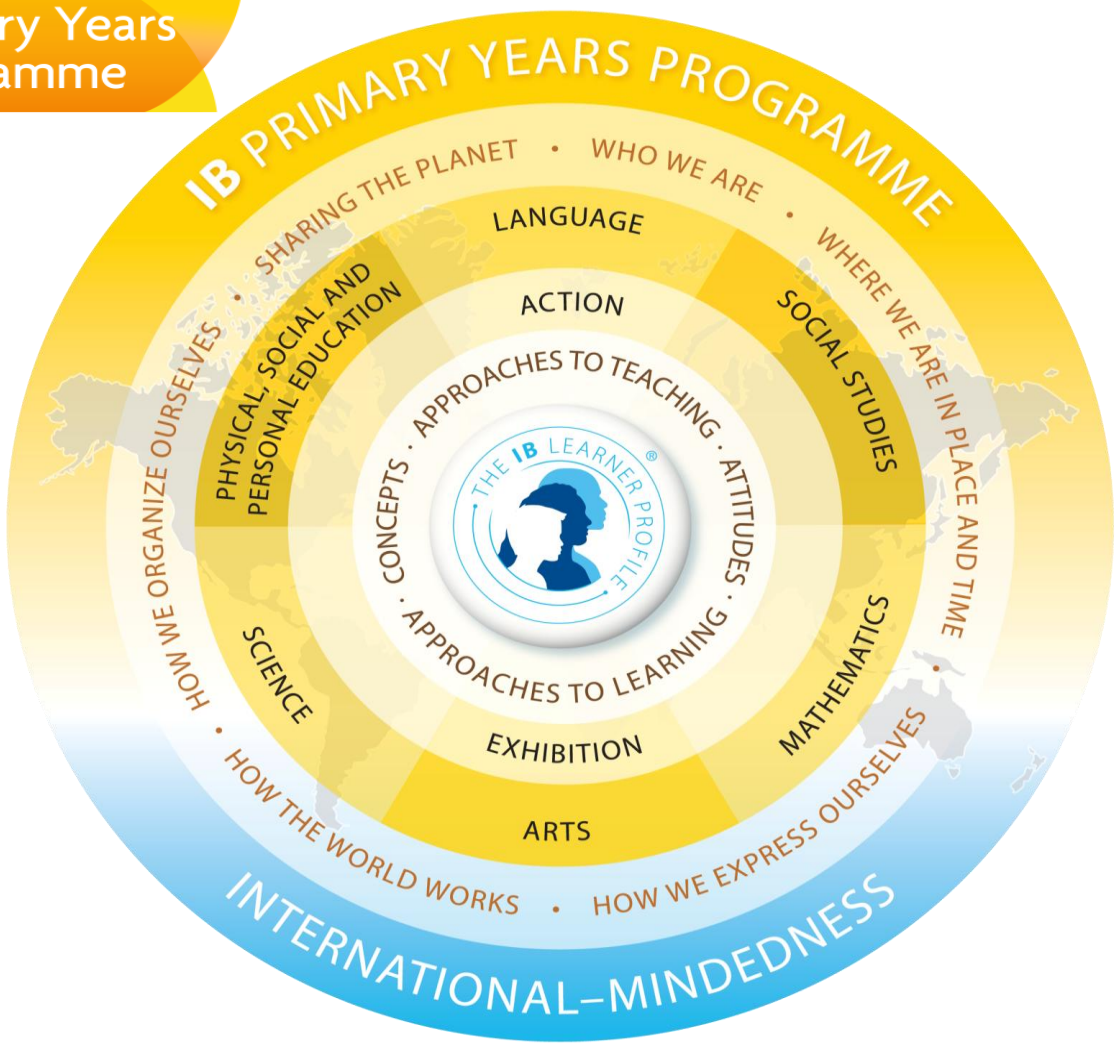 ry Years
amme
IB PRIMARY YEARS PROGRAMME
SHARING THE PLANET • WHO WE ARE • WHERE WE ARE IN PLACE AND TIME •
HOW WE EXPRESS OURSELVES • HOW THE WORLD WORKS • HOW WE ORGANIZE OURSELVES •
LANGUAGE
SOCIAL STUDIES
MATHEMATICS
ARTS
SCIENCE
PHYSICAL, SOCIAL AND
PERSONAL EDUCATION
ACTION
EXHIBITION
APPROACHES TO TEACHING · ATTITUDES ·
APPROACHES TO LEARNING · CONCEPTS ·
THE IB LEARNER PROFILE ®
INTERNATIONAL–MINDEDNESS